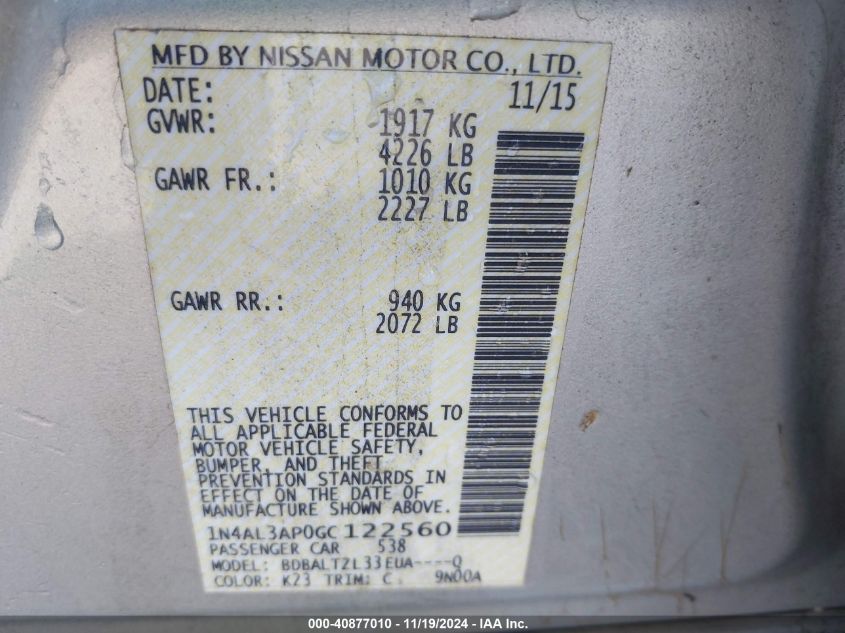 MFD BY NISSAN MOTOR CO., LTD.
DATE: 11/15
GVWR: 1917 KG
4226 LB
GAWR FR.: 1010 KG
2227 LB
GAWR RR.: 940 KG
2072 LB
THIS VEHICLE CONFORMS TO
ALL APPLICABLE FEDERAL
MOTOR VEHICLE SAFETY,
BUMPER, AND THEFT
PREVENTION STANDARDS IN
EFFECT ON THE DATE OF
MANUFACTURE SHOWN ABOVE.
1N4AL3AP0GC122560
PASSENGER CAR 538
MODEL: BDBALTZL33EUA----Q
COLOR: K23 TRIM: C 9N00A
000-40877010 - 11/19/2024 - IAA Inc.